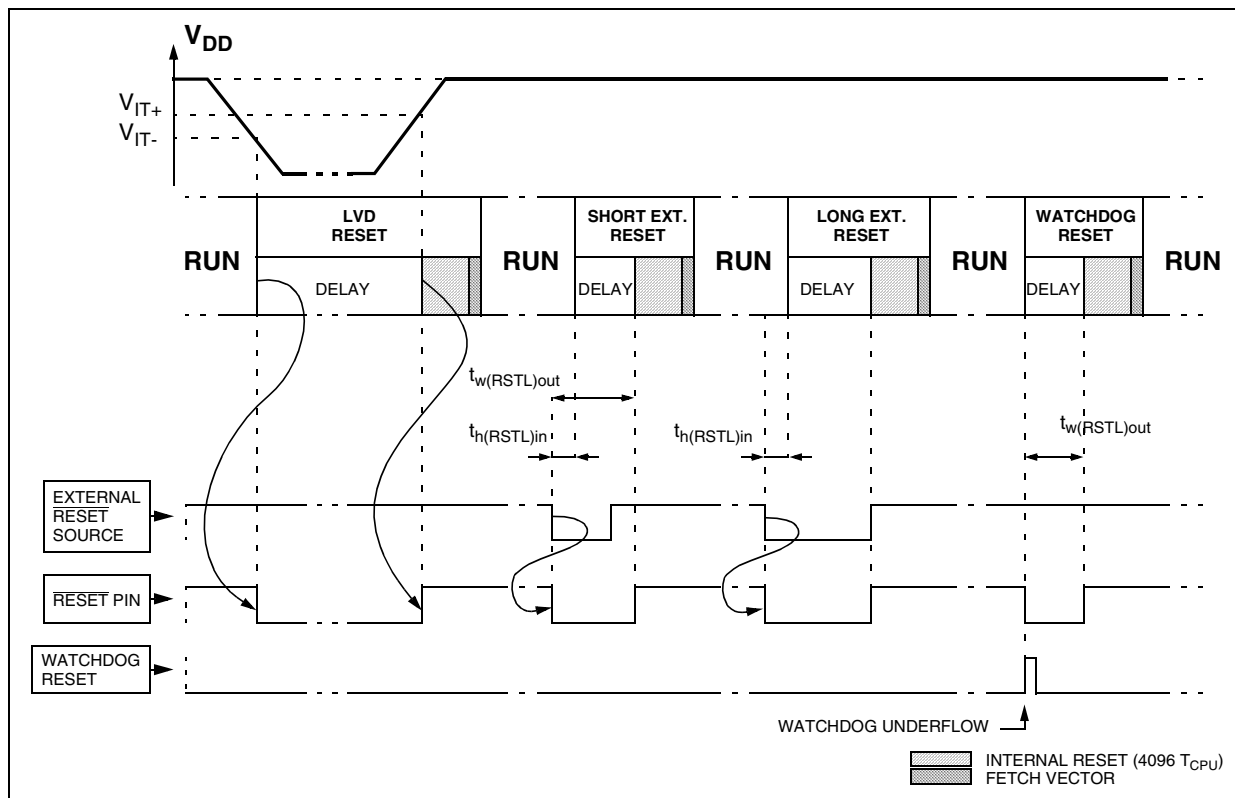 VDD
VIT+
VIT-
RUN
LVD
RESET
DELAY
RUN
SHORT EXT.
RESET
DELAY
RUN
LONG EXT.
RESET
DELAY
RUN
WATCHDOG
RESET
DELAY
RUN
tw(RSTL)out
th(RSTL)in
th(RSTL)in
tw(RSTL)out
EXTERNAL
RESET
SOURCE
RESET PIN
WATCHDOG
RESET
WATCHDOG UNDERFLOW
INTERNAL RESET (4096 TCPU)
FETCH VECTOR